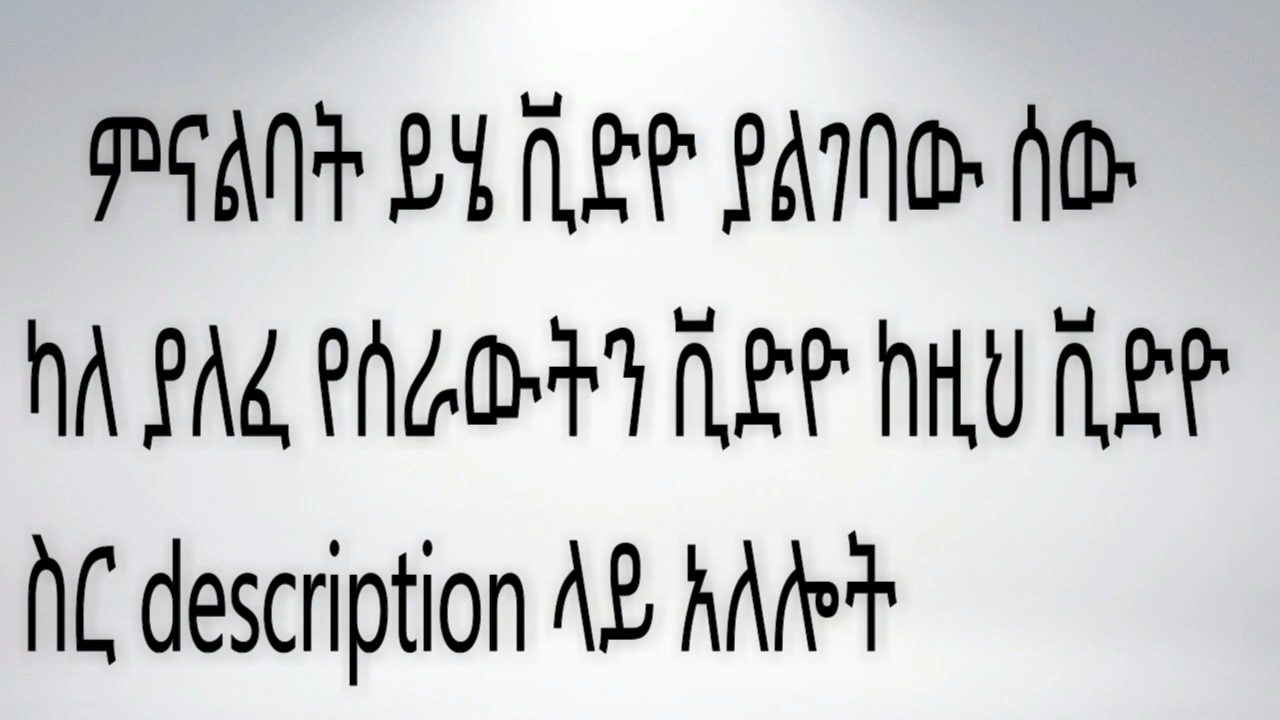 ምናልባት ይሄ ቪድዮ ያልገባው ሰው
ካለ ያለፈ የሰራውትን ቪድዮ ከዚህ ቪድዮ
ስር description ላይ አለሎት